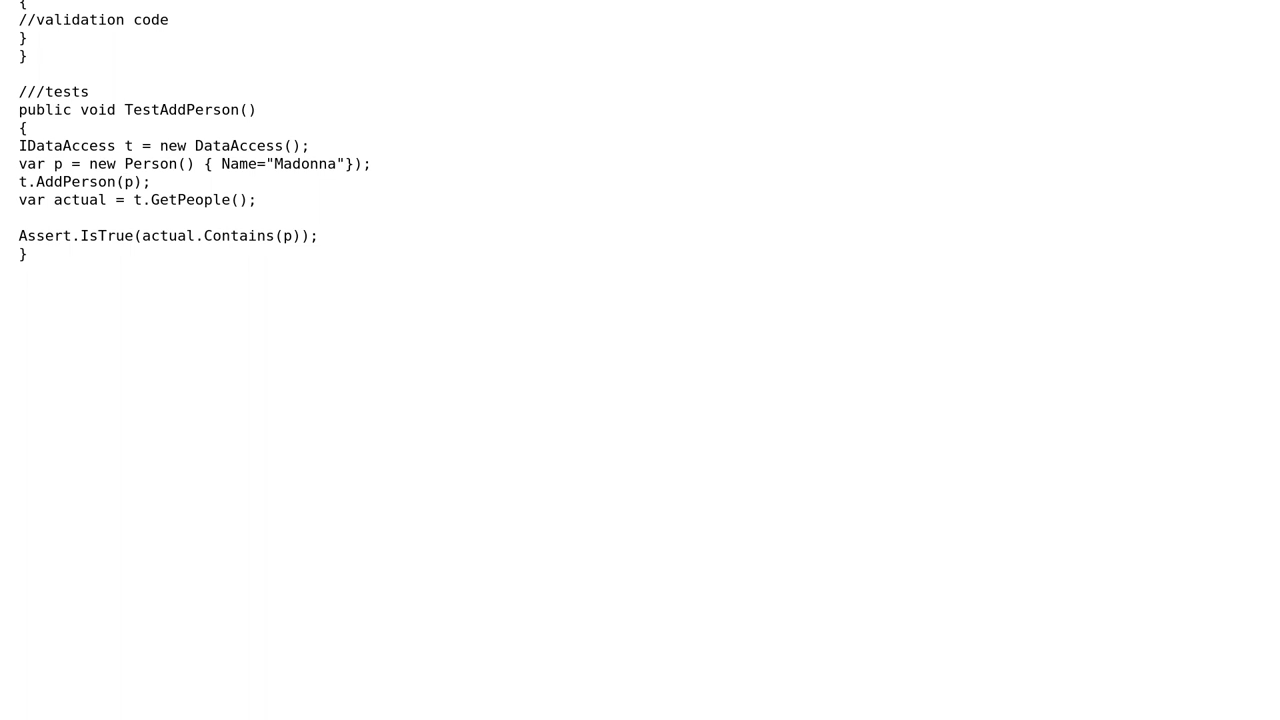 {
//validation code
}
}
///tests
public void TestAddPerson()
{
IDataAccess t = new DataAccess();
var p = new Person() { Name="Madonna"});
t.AddPerson(p);
var actual = t.GetPeople();
Assert.IsTrue(actual.Contains(p));
}